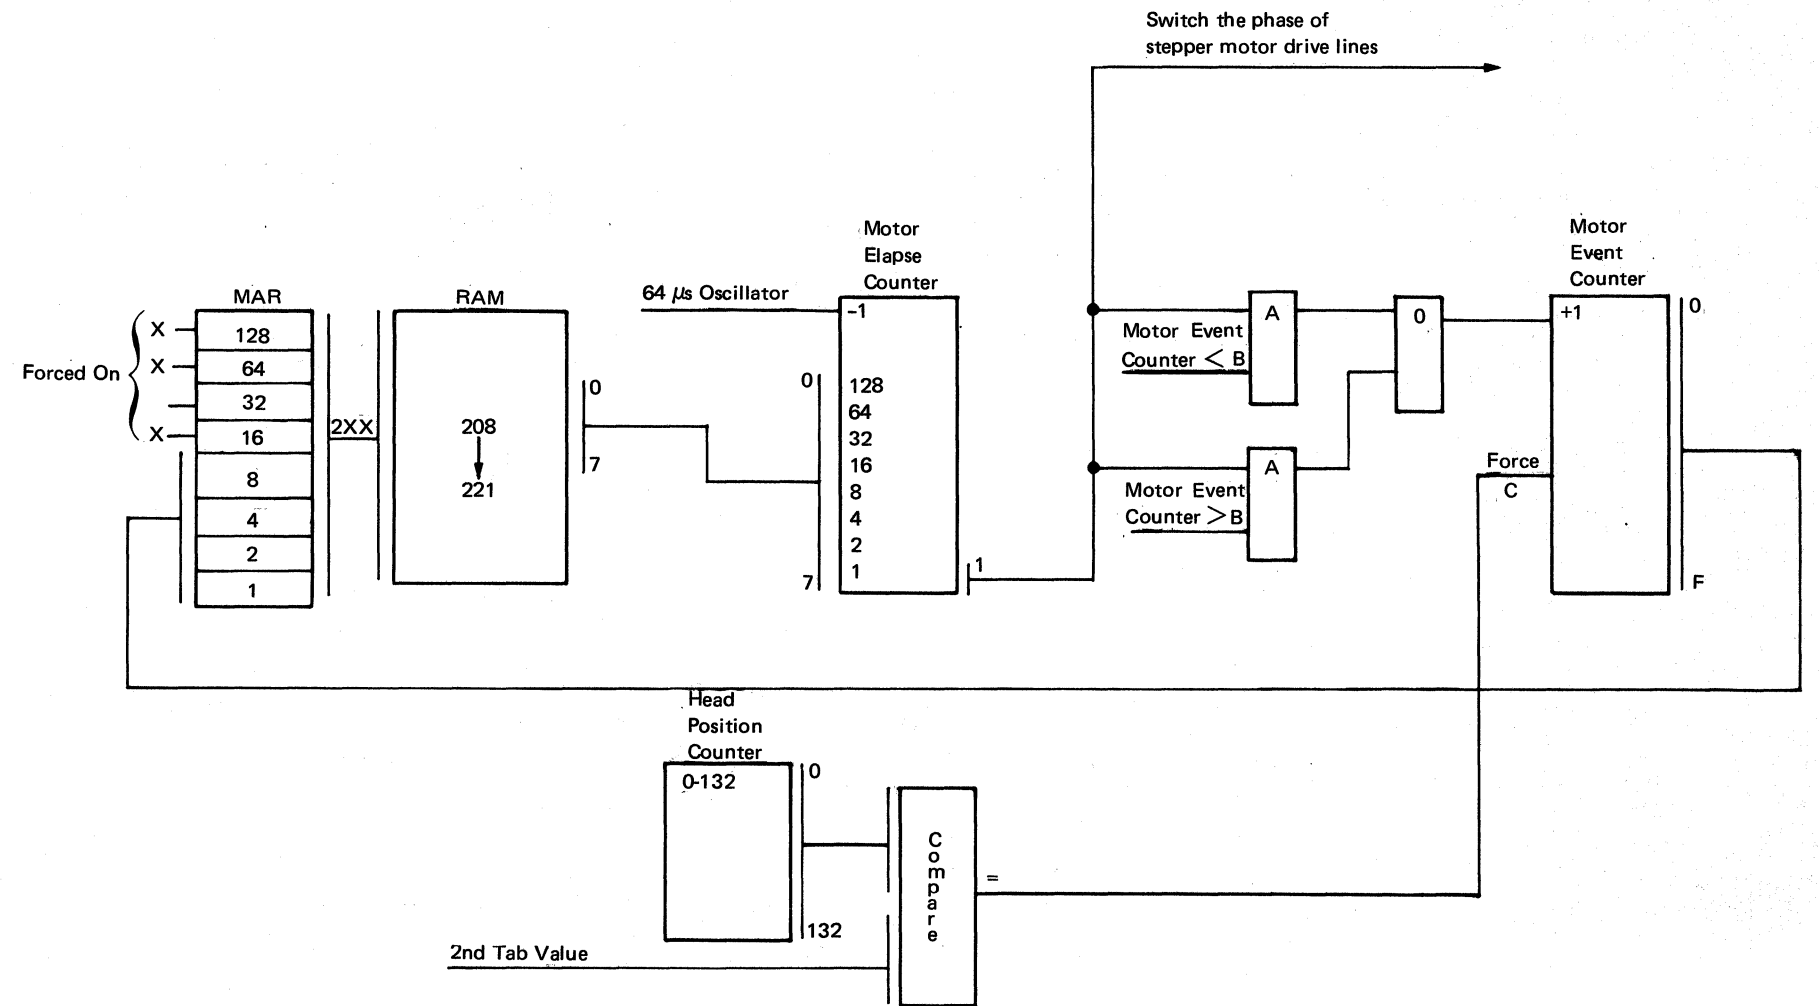 Switch the phase of
stepper motor drive lines
MAR
Forced On
X
X
X
128
64
32
16
8
4
2
1
2XX
RAM
208
221
0
7
64 µs Oscillator
Motor
Elapse
Counter
-1
0
7
128
64
32
16
8
4
2
1
1
A
Motor Event
Counter < B
A
Motor Event
Counter > B
O
Motor
Event
Counter
+1
Force
C
0
F
Head
Position
Counter
0-132
0
132
2nd Tab Value
Compare
=